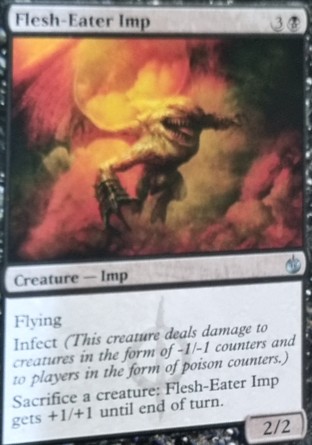 Flesh-Eater Imp 3
Creature — Imp
Flying
Infect (This creature deals damage to
creatures in the form of -1/-1 counters and
to players in the form of poison counters.)
Sacrifice a creature: Flesh-Eater Imp
gets +1/+1 until end of turn.
2/2